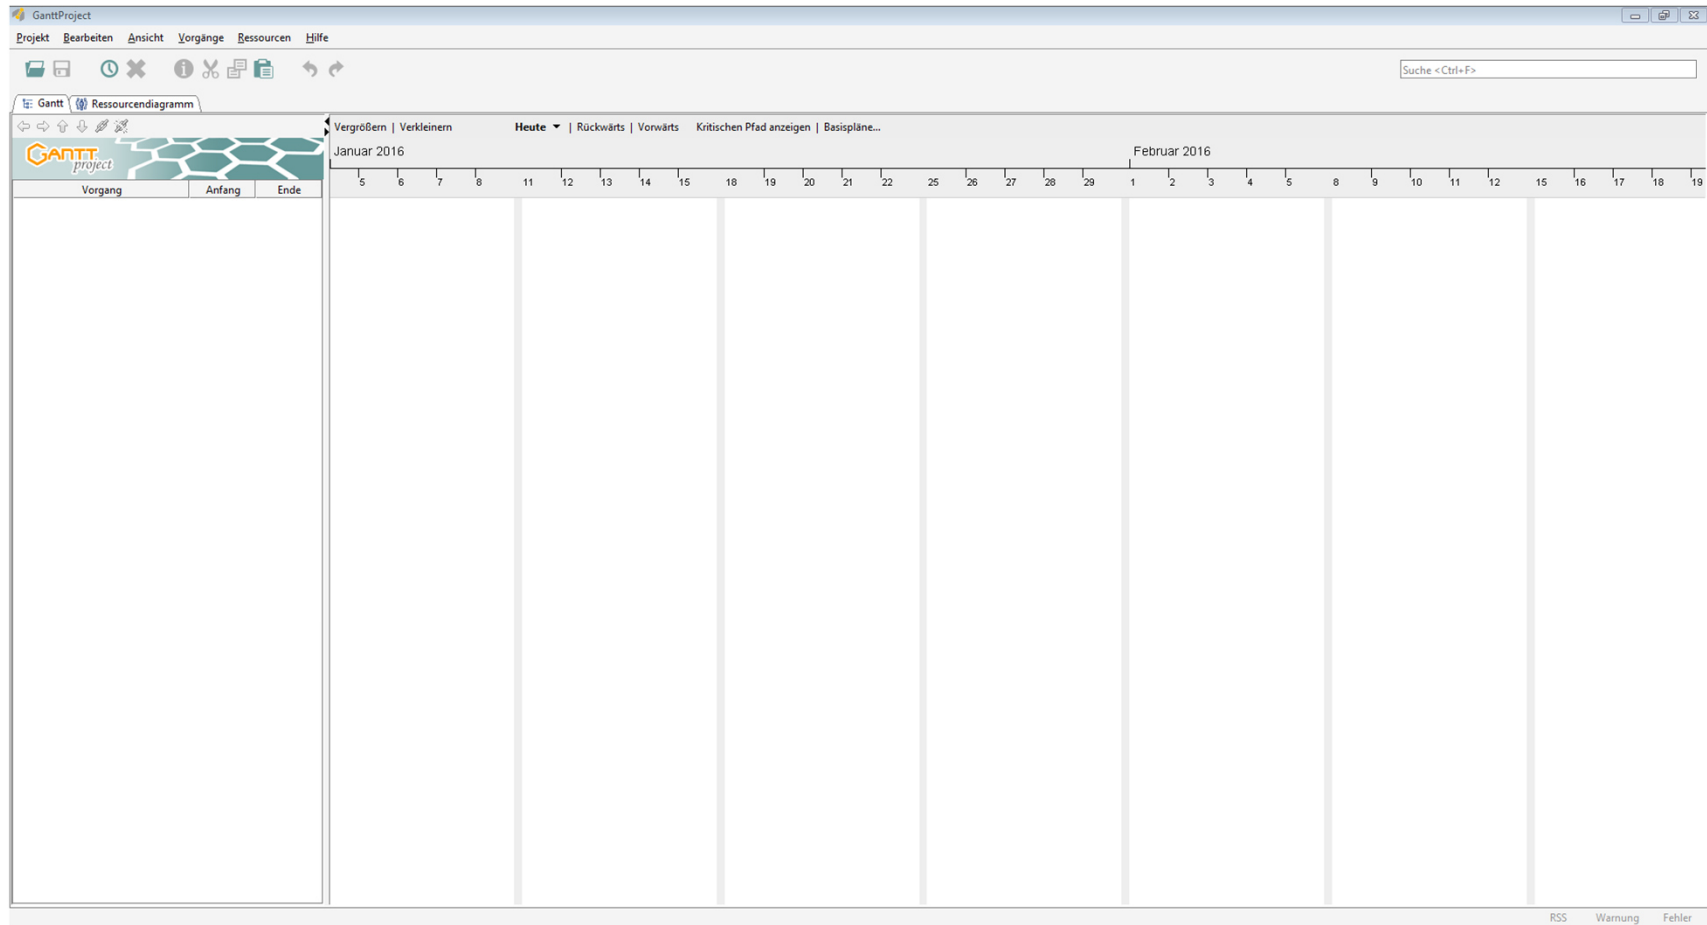 GanttProject
Projekt Bearbeiten Ansicht Vorgänge Ressourcen Hilfe
Suche <Ctrl+F>
Gantt Ressourcendiagramm
Vergrößern | Verkleinern Heute | Rückwärts | Vorwärts Kritischen Pfad anzeigen | Basispläne...
GANTT project
Januar 2016 Februar 2016
5 6 7 8 11 12 13 14 15 18 19 20 21 22 25 26 27 28 29 1 2 3 4 5 8 9 10 11 12 15 16 17 18 19
Vorgang Anfang Ende
RSS Warnung Fehler